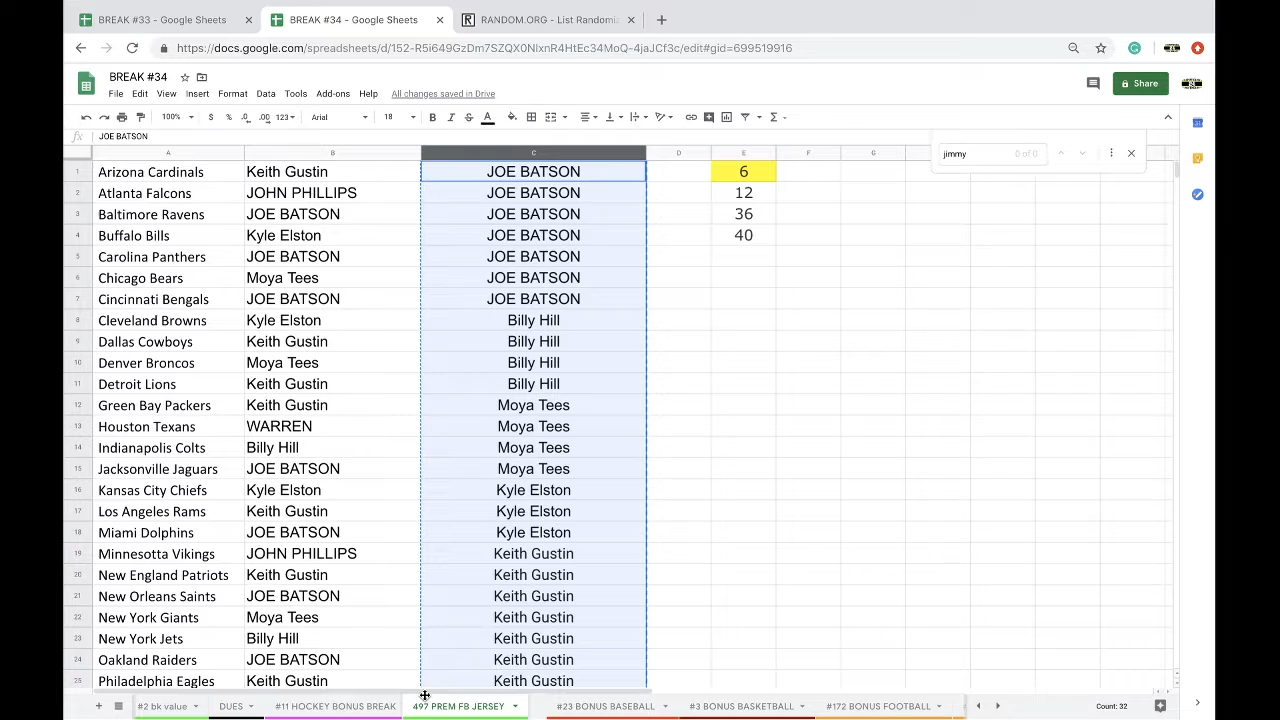 BREAK #33 - Google Sheets BREAK #34 - Google Sheets RANDOM.ORG - List Randomiz
https://docs.google.com/spreadsheets/d/152-R5i649GzDm7SZQX0NlxnR4HtEc34MoQ-4jaJCf3c/edit#gid=699519916
BREAK #34
File Edit View Insert Format Data Tools Add-ons Help All changes saved in Drive Share
100% $ % .0 .00 123 Arial 18 B I S A
fx JOE BATSON jimmy 0 of 0
A B C D E F G
1 Arizona Cardinals Keith Gustin JOE BATSON 6
2 Atlanta Falcons JOHN PHILLIPS JOE BATSON 12
3 Baltimore Ravens JOE BATSON JOE BATSON 36
4 Buffalo Bills Kyle Elston JOE BATSON 40
5 Carolina Panthers JOE BATSON JOE BATSON
6 Chicago Bears Moya Tees JOE BATSON
7 Cincinnati Bengals JOE BATSON JOE BATSON
8 Cleveland Browns Kyle Elston Billy Hill
9 Dallas Cowboys Keith Gustin Billy Hill
10 Denver Broncos Moya Tees Billy Hill
11 Detroit Lions Keith Gustin Billy Hill
12 Green Bay Packers Keith Gustin Moya Tees
13 Houston Texans WARREN Moya Tees
14 Indianapolis Colts Billy Hill Moya Tees
15 Jacksonville Jaguars JOE BATSON Moya Tees
16 Kansas City Chiefs Kyle Elston Kyle Elston
17 Los Angeles Rams Keith Gustin Kyle Elston
18 Miami Dolphins JOE BATSON Kyle Elston
19 Minnesotta Vikings JOHN PHILLIPS Keith Gustin
20 New England Patriots Keith Gustin Keith Gustin
21 New Orleans Saints JOE BATSON Keith Gustin
22 New York Giants Moya Tees Keith Gustin
23 New York Jets Billy Hill Keith Gustin
24 Oakland Raiders JOE BATSON Keith Gustin
25 Philadelphia Eagles Keith Gustin Keith Gustin
#2 bk value DUES #11 HOCKEY BONUS BREAK 497 PREM FB JERSEY #23 BONUS BASEBALL #3 BONUS BASKETBALL #172 BONUS FOOTBALL Count: 32